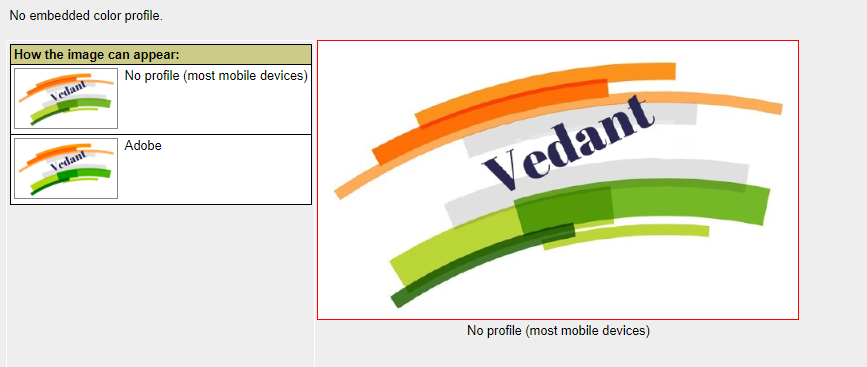 No embedded color profile.
How the image can appear:
Vedant
No profile (most mobile devices)
Vedant
Adobe
Vedant
No profile (most mobile devices)